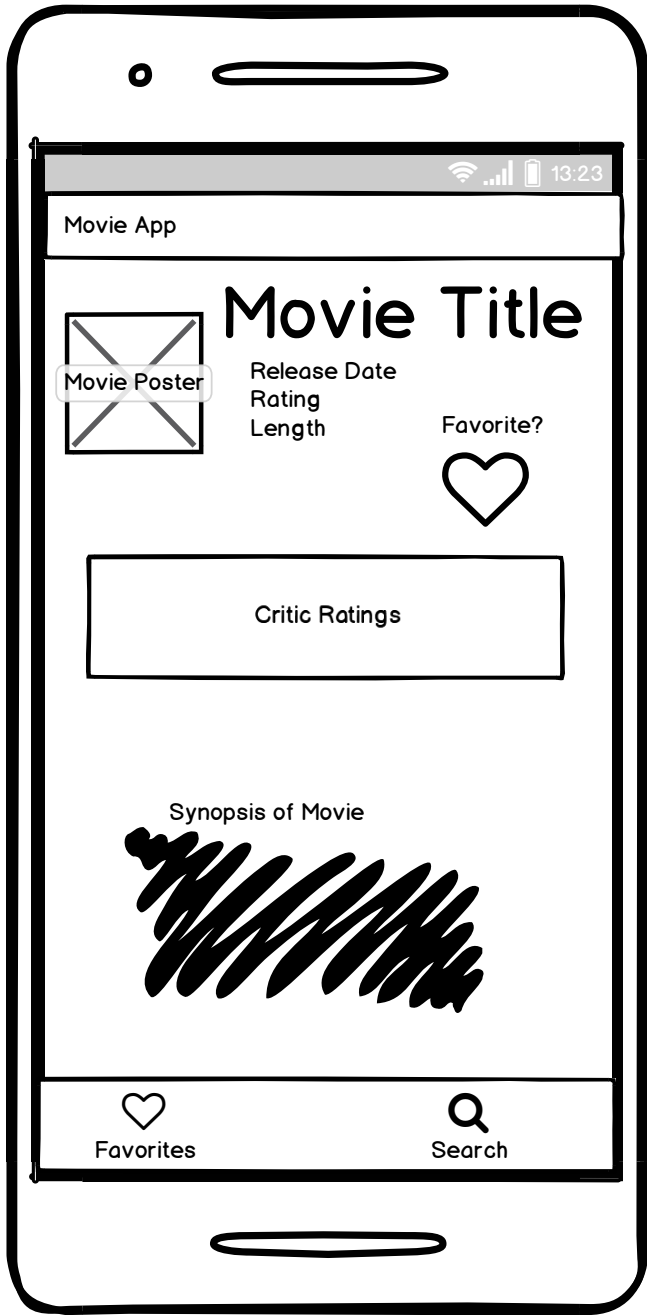 13:23
Movie App
Movie Title
Movie Poster
Release Date
Rating
Length
Favorite?
Critic Ratings
Synopsis of Movie
Favorites
Search